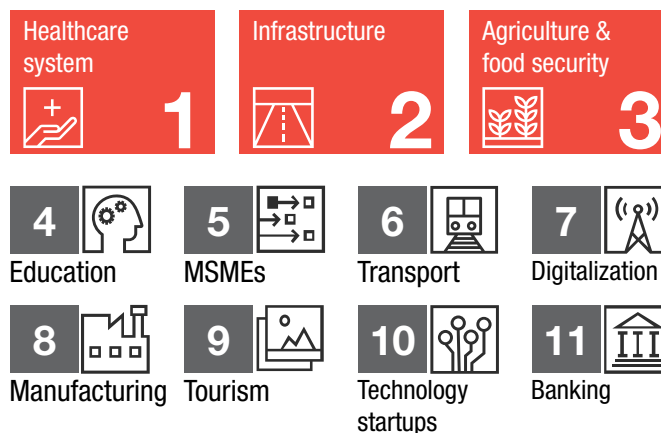 Healthcare
system
1
Infrastructure
2
Agriculture &
food security
3
4
Education
5
MSMEs
6
Transport
7
Digitalization
8
Manufacturing
9
Tourism
10
Technology
startups
11
Banking